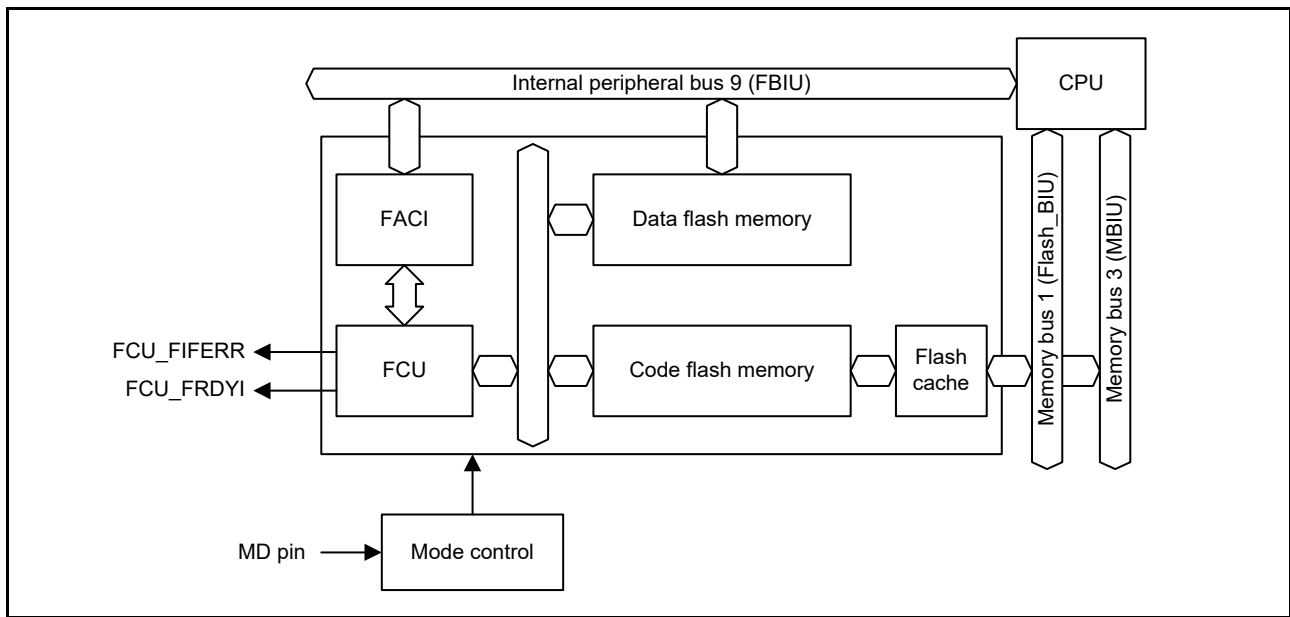 Internal peripheral bus 9 (FBIU)
CPU
FACI
Data flash memory
Memory bus 1 (Flash_BIU)
Memory bus 3 (MBIU)
FCU_FIFERR
FCU_FRDYI
FCU
Code flash memory
Flash
cache
MD pin
Mode control